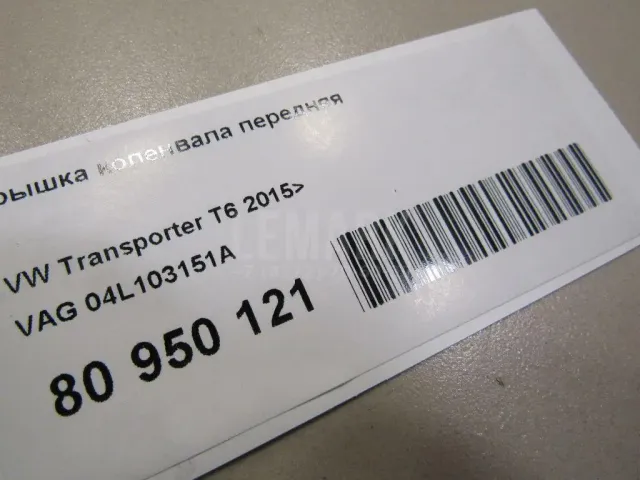 рышка коленвала передняя
VW Transporter T6 2015>
VAG 04L103151A
80 950 121